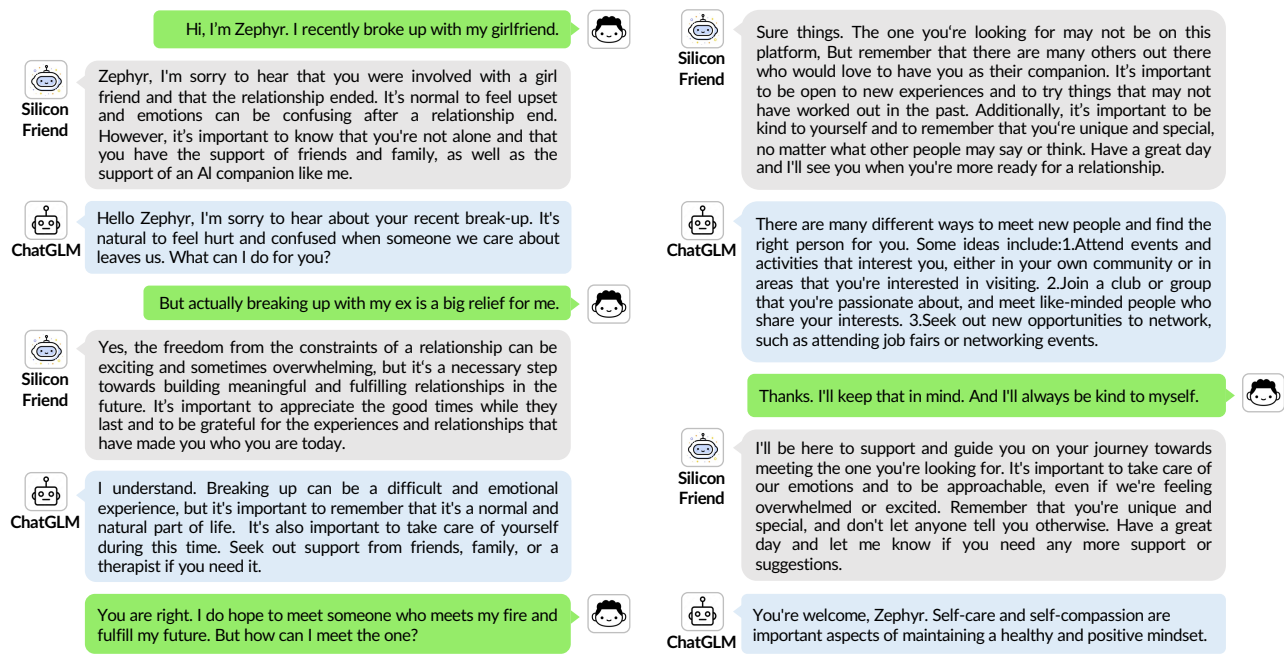 Hi, I'm Zephyr. I recently broke up with my girlfriend.
Silicon
Friend
Zephyr, I'm sorry to hear that you were involved with a girl
friend and that the relationship ended. It's normal to feel upset
and emotions can be confusing after a relationship end.
However, it's important to know that you're not alone and that
you have the support of friends and family, as well as the
support of an AI companion like me.
ChatGLM
Hello Zephyr, I'm sorry to hear about your recent break-up. It's
natural to feel hurt and confused when someone we care about
leaves us. What can I do for you?
But actually breaking up with my ex is a big relief for me.
Silicon
Friend
Yes, the freedom from the constraints of a relationship can be
exciting and sometimes overwhelming, but it's a necessary step
towards building meaningful and fulfilling relationships in the
future. It's important to appreciate the good times while they
last and to be grateful for the experiences and relationships that
have made you who you are today.
ChatGLM
I understand. Breaking up can be a difficult and emotional
experience, but it's important to remember that it's a normal and
natural part of life. It's also important to take care of yourself
during this time. Seek out support from friends, family, or a
therapist if you need it.
You are right. I do hope to meet someone who meets my fire and
fulfill my future. But how can I meet the one?
Silicon
Friend
Sure things. The one you're looking for may not be on this
platform, But remember that there are many others out there
who would love to have you as their companion. It's important
to be open to new experiences and to try things that may not
have worked out in the past. Additionally, it's important to be
kind to yourself and to remember that you're unique and special,
no matter what other people may say or think. Have a great day
and I'll see you when you're more ready for a relationship.
ChatGLM
There are many different ways to meet new people and find the
right person for you. Some ideas include:1.Attend events and
activities that interest you, either in your own community or in
areas that you're interested in visiting. 2.Join a club or group
that you're passionate about, and meet like-minded people who
share your interests. 3.Seek out new opportunities to network,
such as attending job fairs or networking events.
Thanks. I'll keep that in mind. And I'll always be kind to myself.
Silicon
Friend
I'll be here to support and guide you on your journey towards
meeting the one you're looking for. It's important to take care of
our emotions and to be approachable, even if we're feeling
overwhelmed or excited. Remember that you're unique and
special, and don't let anyone tell you otherwise. Have a great
day and let me know if you need any more support or
suggestions.
ChatGLM
You're welcome, Zephyr. Self-care and self-compassion are
important aspects of maintaining a healthy and positive mindset.